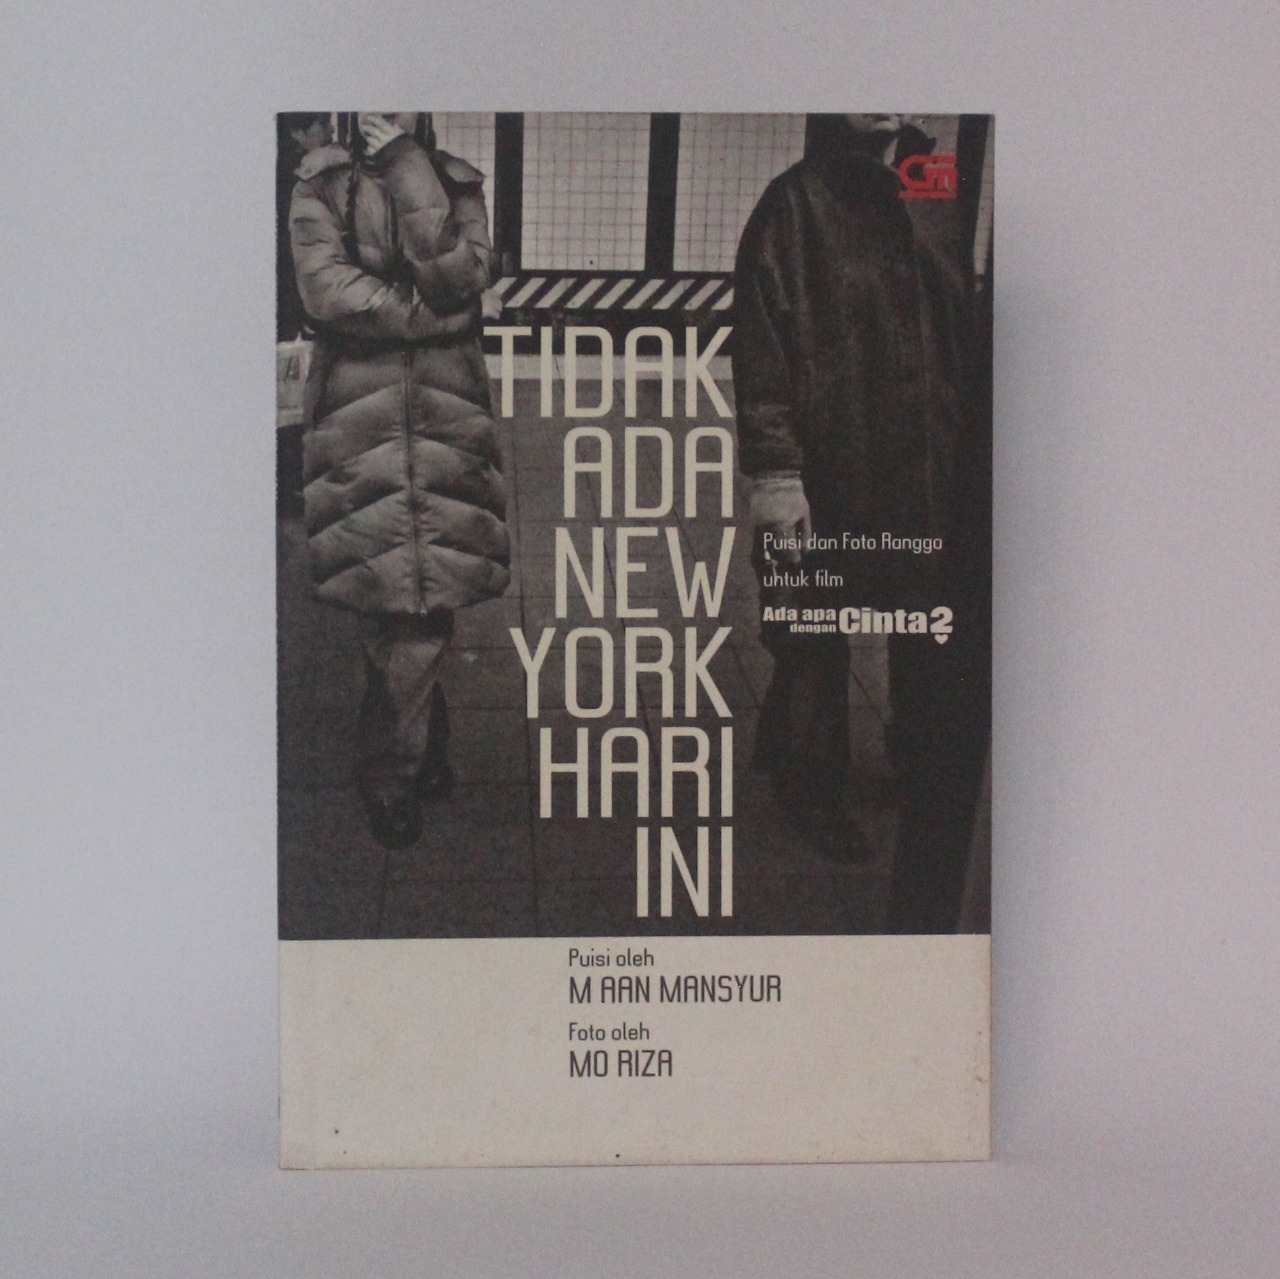 GM
TIDAK
ADA
NEW
YORK
HARI
INI
Puisi dan Foto Rangga
untuk film
Ada apa
dengan Cinta 2
Puisi oleh
M AAN MANSYUR
Foto oleh
MO RIZA